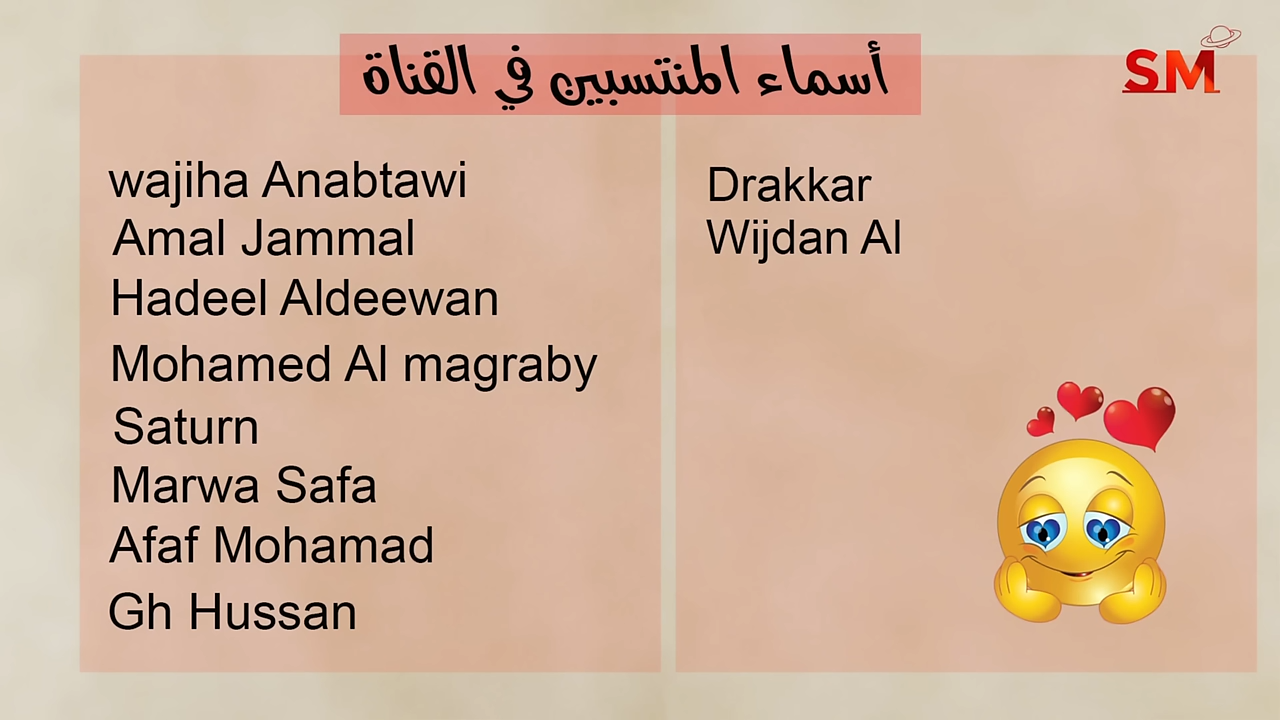 أسماء المنتسبين في القناة
SM
wajiha Anabtawi
Amal Jammal
Hadeel Aldeewan
Mohamed Al magraby
Saturn
Marwa Safa
Afaf Mohamad
Gh Hussan
Drakkar
Wijdan Al